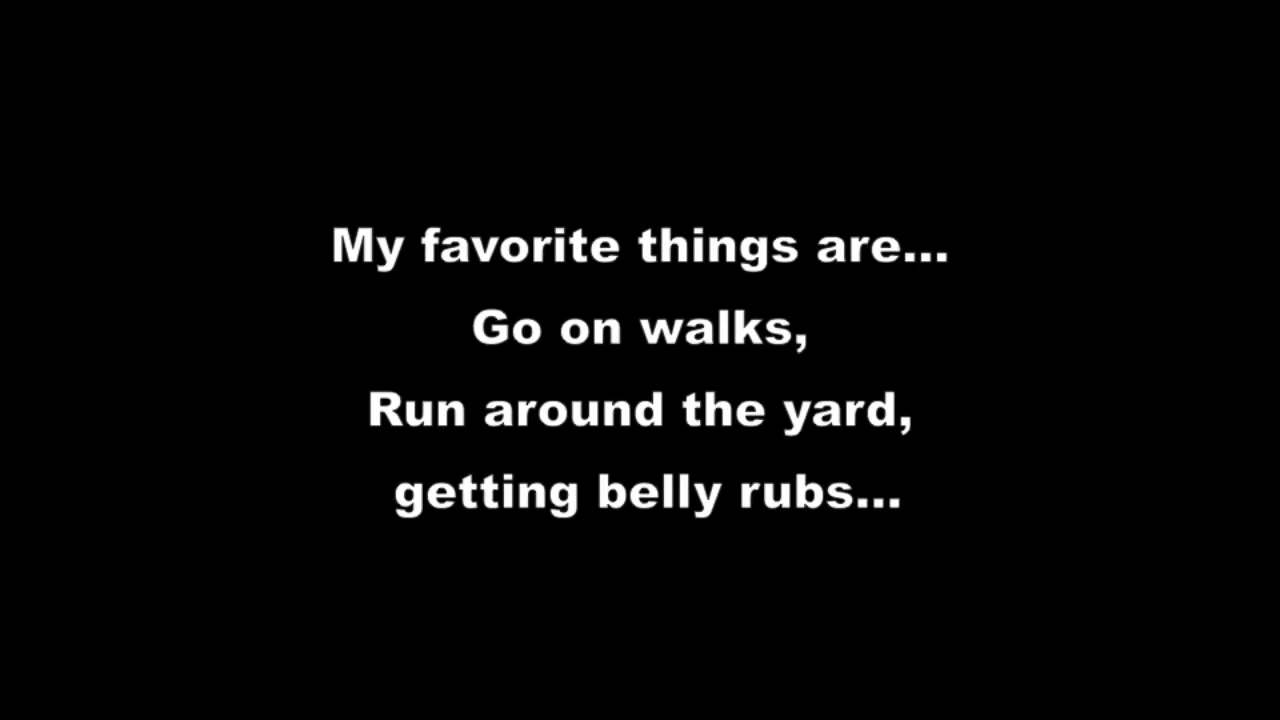 My favorite things are...
Go on walks,
Run around the yard,
getting belly rubs...